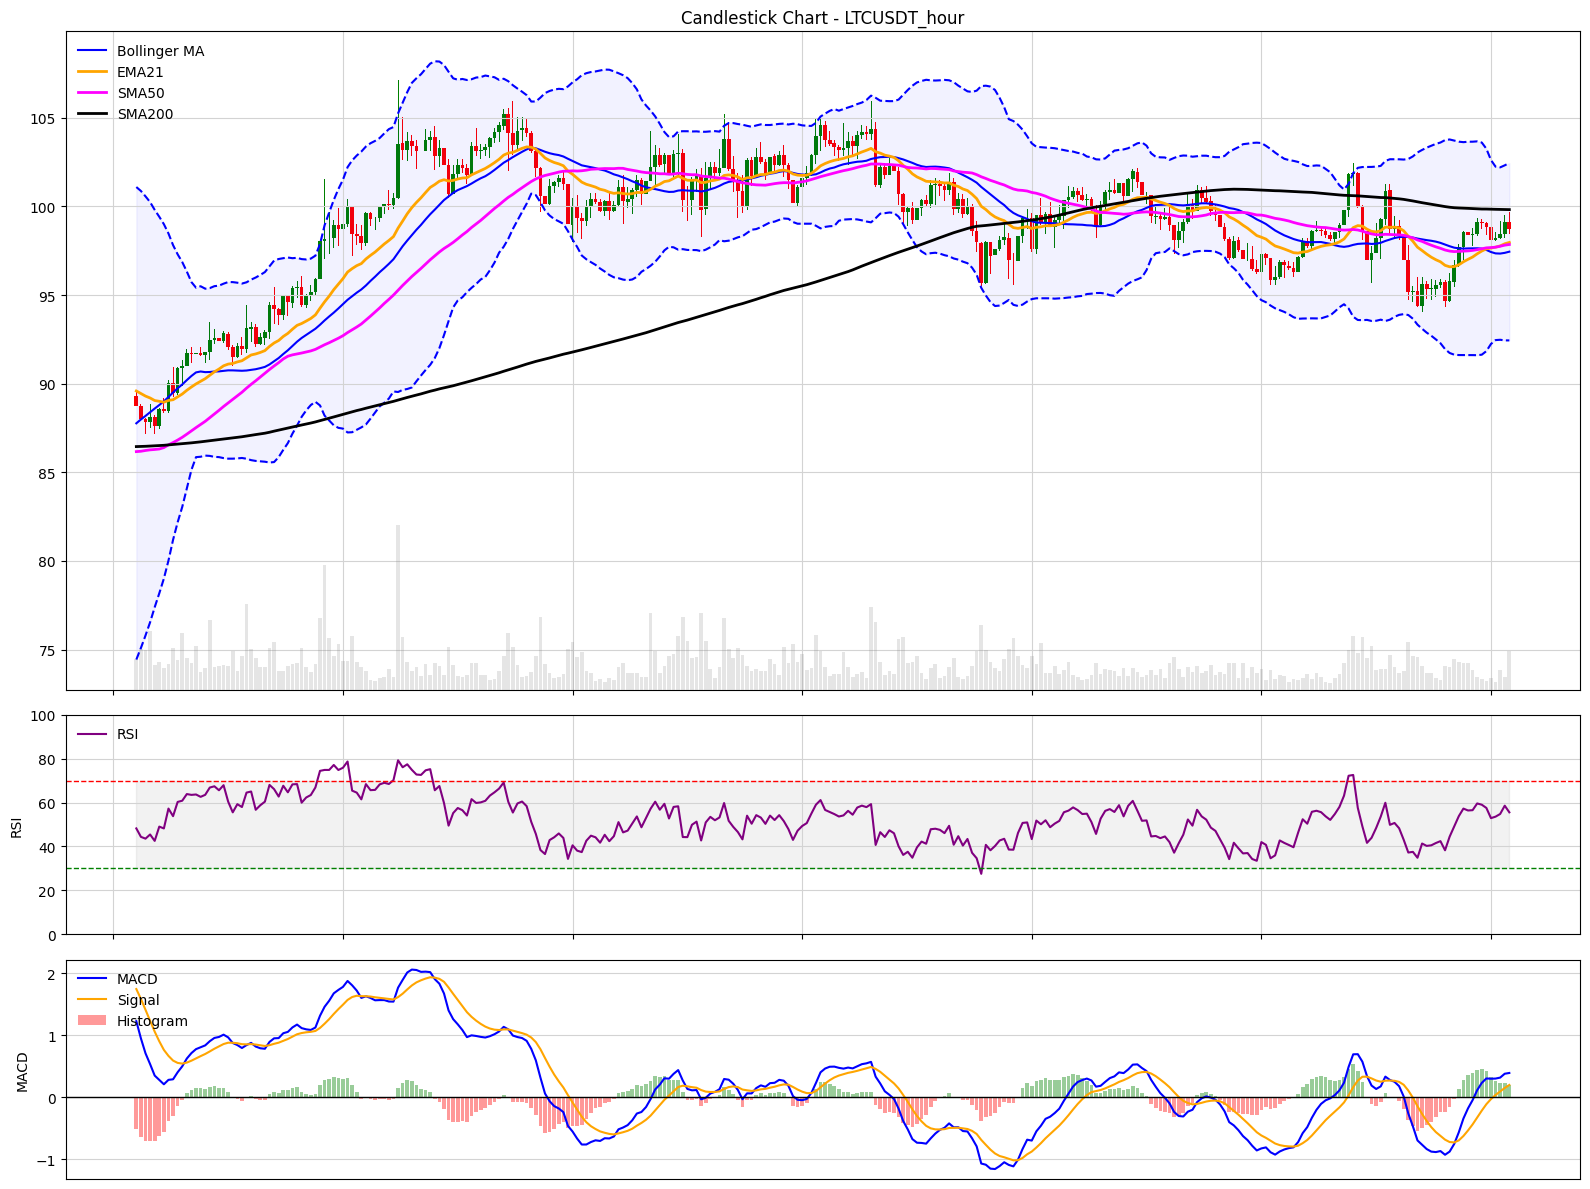 Candlestick Chart - LTCUSDT_hour
Bollinger MA
EMA21
SMA50
SMA200
105
100
95
90
85
80
75
RSI
100
80
60
40
20
0
RSI
MACD
Signal
Histogram
2
1
0
−1
MACD